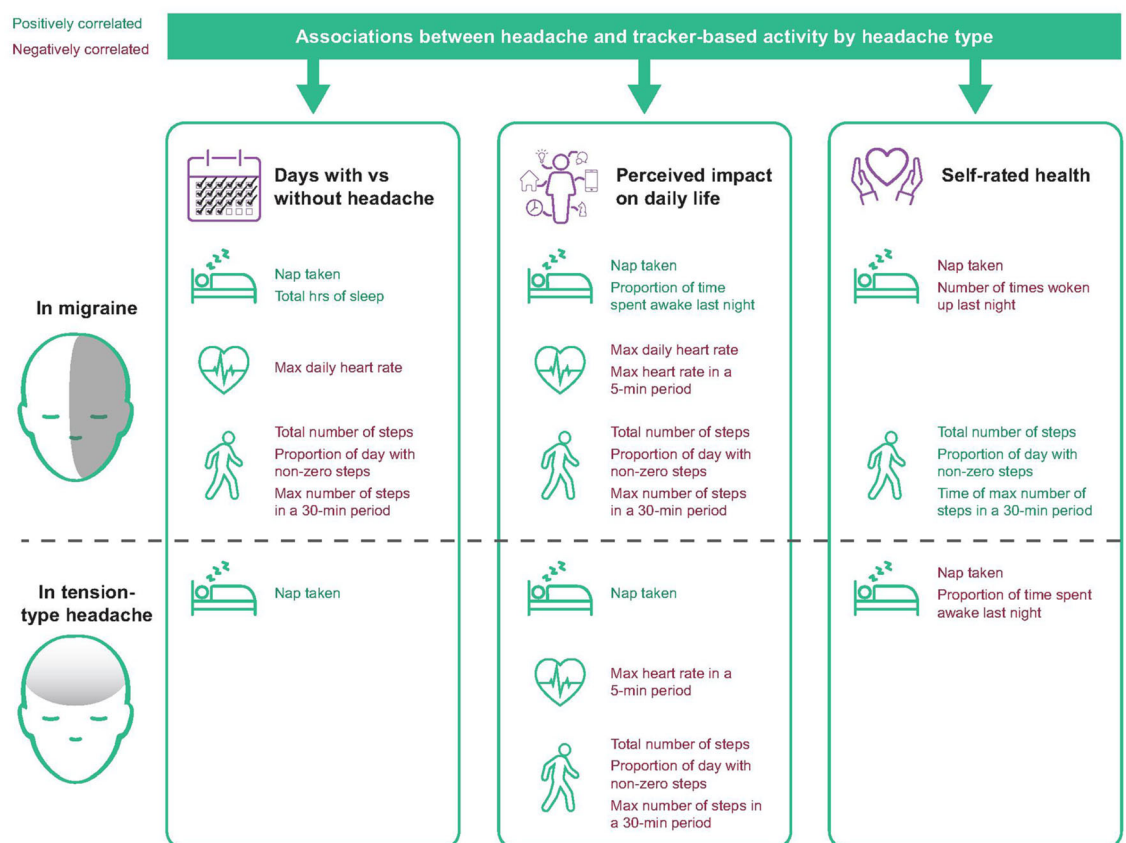 Positively correlated
Negatively correlated
Associations between headache and tracker-based activity by headache type
Days with vs
without headache
Perceived impact
on daily life
Self-rated health
In migraine
Nap taken
Total hrs of sleep
Max daily heart rate
Total number of steps
Proportion of day with
non-zero steps
Max number of steps
in a 30-min period
Nap taken
Proportion of time
spent awake last night
Max daily heart rate
Max heart rate in a
5-min period
Total number of steps
Proportion of day with
non-zero steps
Max number of steps
in a 30-min period
Nap taken
Number of times woken
up last night
Total number of steps
Proportion of day with
non-zero steps
Time of max number of
steps in a 30-min period
In tension-
type headache
Nap taken
Nap taken
Max heart rate in a
5-min period
Total number of steps
Proportion of day with
non-zero steps
Max number of steps in
a 30-min period
Nap taken
Proportion of time spent
awake last night